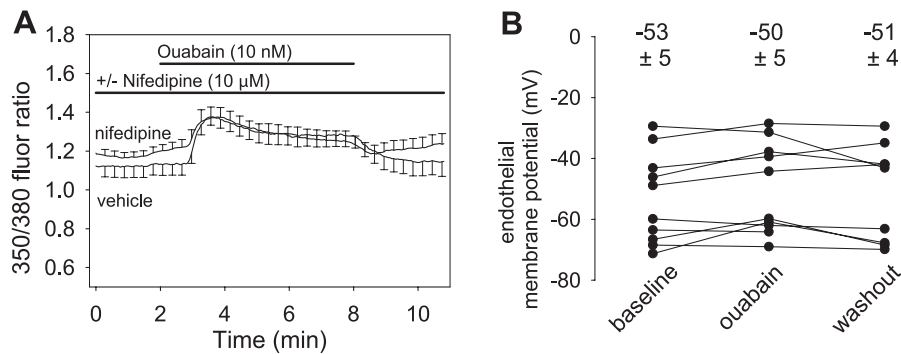 A
1.8
1.6
1.4
1.2
1.0
0.8
0.6
350/380 fluor ratio
Ouabain (10 nM)
+/- Nifedipine (10 μM)
nifedipine
vehicle
0 2 4 6 8 10
Time (min)
B
0
-20
-40
-60
-80
endothelial
membrane potential (mV)
-53 -50 -51
± 5 ± 5 ± 4
baseline
ouabain
washout